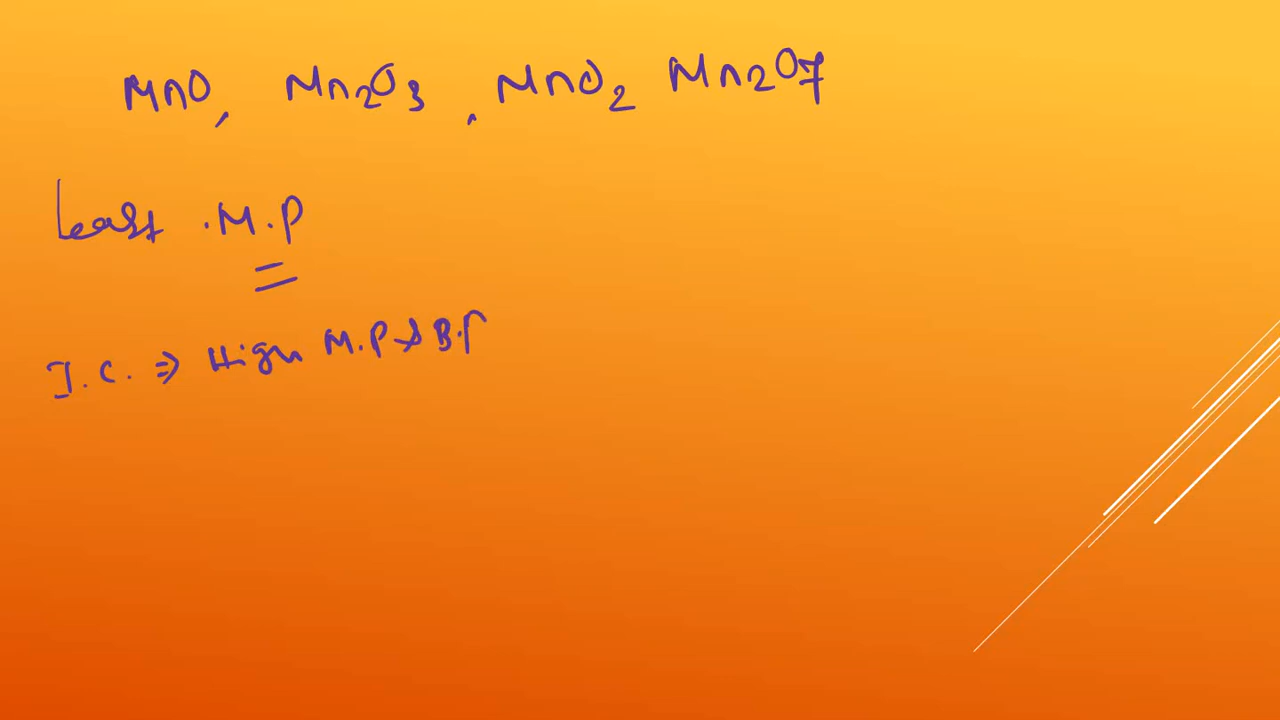 MnO, Mn₂O₃, MnO₂ Mn₂O7
Least .M.P
I.C. ⇒ High M.P & B.P